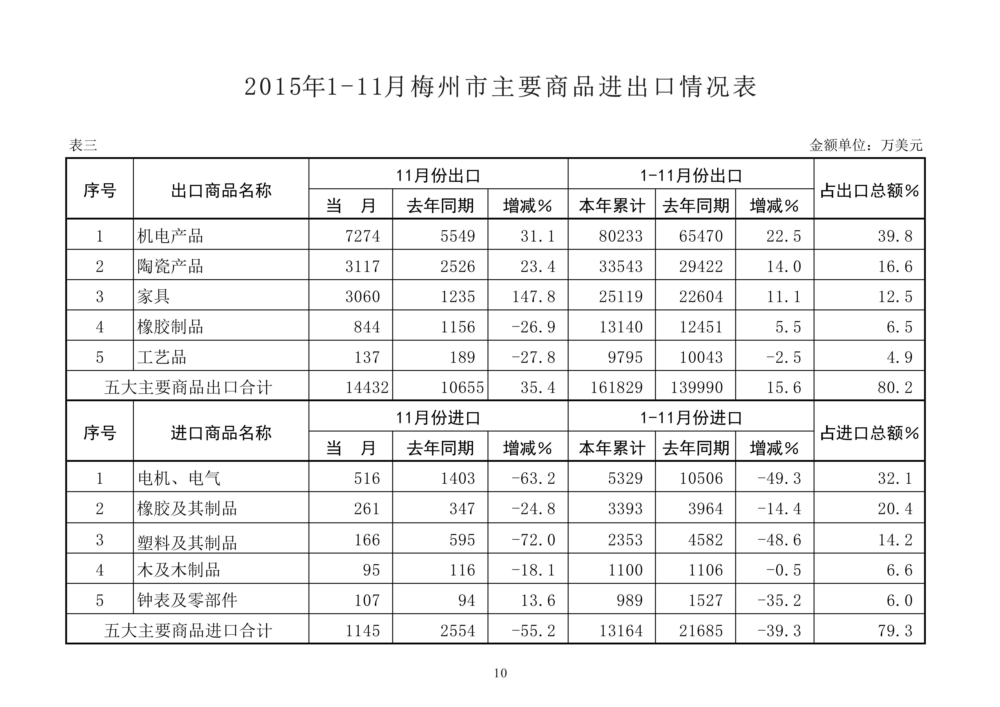 2015年1-11月梅州市主要商品进出口情况表
表三 金额单位：万美元
序号 出口商品名称 11月份出口 1-11月份出口 占出口总额%
当 月 去年同期 增减% 本年累计 去年同期 增减%
1 机电产品 7274 5549 31.1 80233 65470 22.5 39.8
2 陶瓷产品 3117 2526 23.4 33543 29422 14.0 16.6
3 家具 3060 1235 147.8 25119 22604 11.1 12.5
4 橡胶制品 844 1156 -26.9 13140 12451 5.5 6.5
5 工艺品 137 189 -27.8 9795 10043 -2.5 4.9
五大主要商品出口合计 14432 10655 35.4 161829 139990 15.6 80.2
序号 进口商品名称 11月份进口 1-11月份进口 占进口总额%
当 月 去年同期 增减% 本年累计 去年同期 增减%
1 电机、电气 516 1403 -63.2 5329 10506 -49.3 32.1
2 橡胶及其制品 261 347 -24.8 3393 3964 -14.4 20.4
3 塑料及其制品 166 595 -72.0 2353 4582 -48.6 14.2
4 木及木制品 95 116 -18.1 1100 1106 -0.5 6.6
5 钟表及零部件 107 94 13.6 989 1527 -35.2 6.0
五大主要商品进口合计 1145 2554 -55.2 13164 21685 -39.3 79.3
10